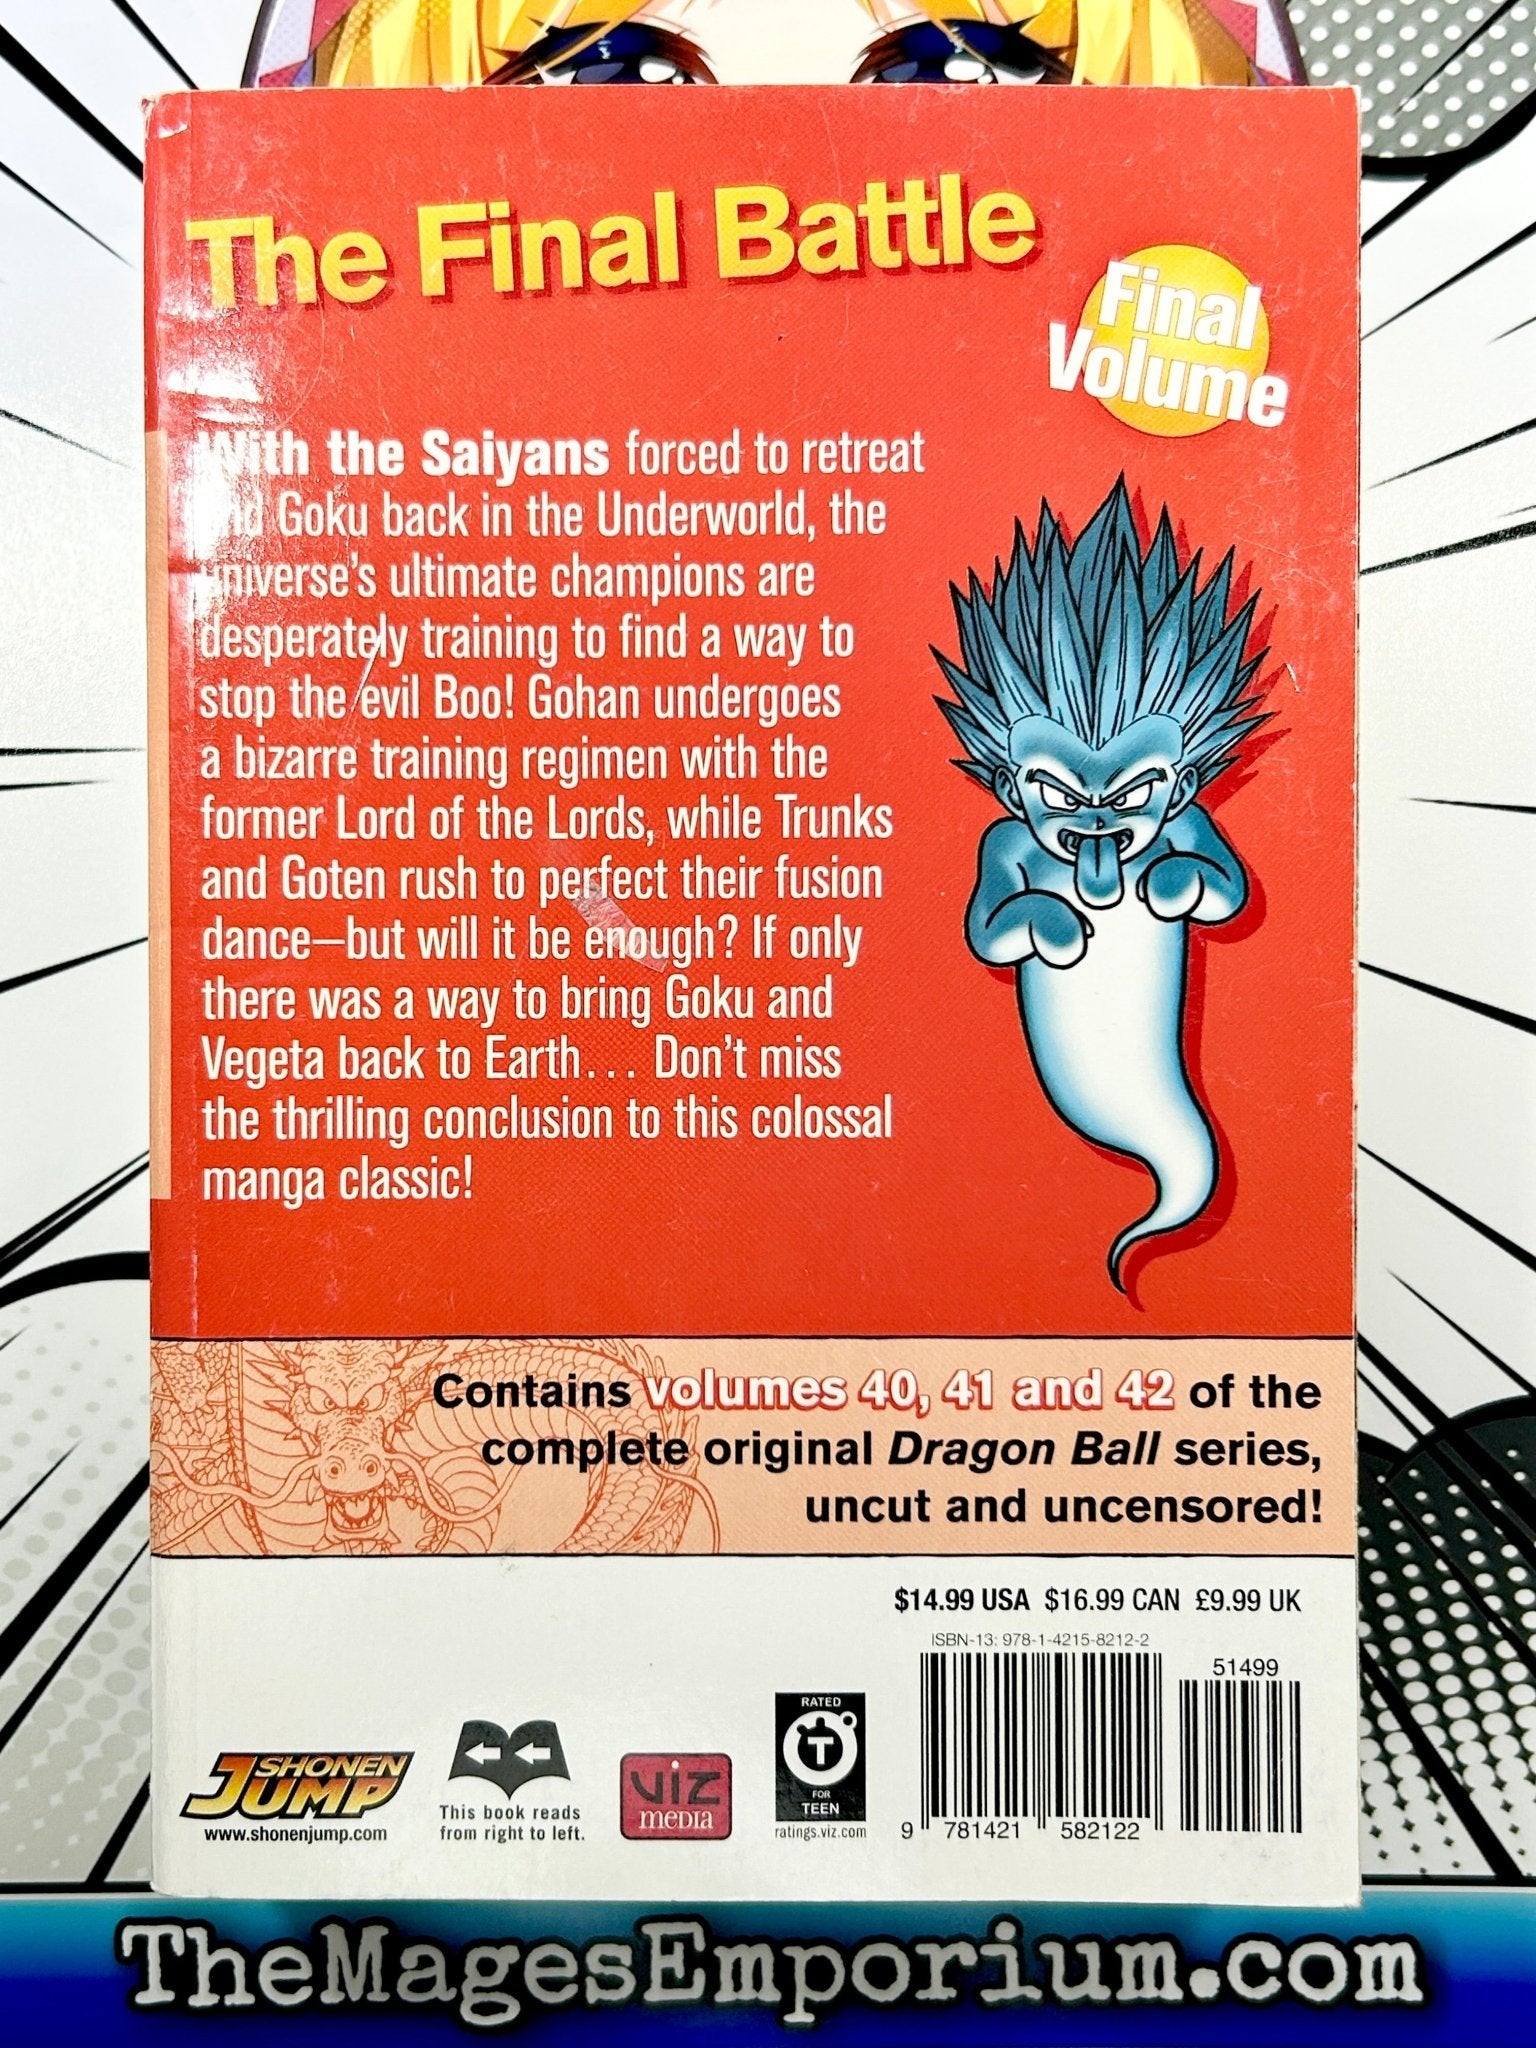 The Final Battle
Final
Volume
With the Saiyans forced to retreat
and Goku back in the Underworld, the
universe's ultimate champions are
desperately training to find a way to
stop the evil Boo! Gohan undergoes
a bizarre training regimen with the
former Lord of the Lords, while Trunks
and Goten rush to perfect their fusion
dance—but will it be enough? If only
there was a way to bring Goku and
Vegeta back to Earth... Don't miss
the thrilling conclusion to this colossal
manga classic!
Contains volumes 40, 41 and 42 of the
complete original Dragon Ball series,
uncut and uncensored!
$14.99 USA $16.99 CAN £9.99 UK
ISBN-13: 978-1-4215-8212-2
51499
9 781421 582122
SHONEN
JUMP
www.shonenjump.com
This book reads
from right to left.
VIZ
MEDIA
RATED
T
FOR
TEEN
ratings.viz.com
TheMagesEmporium.com